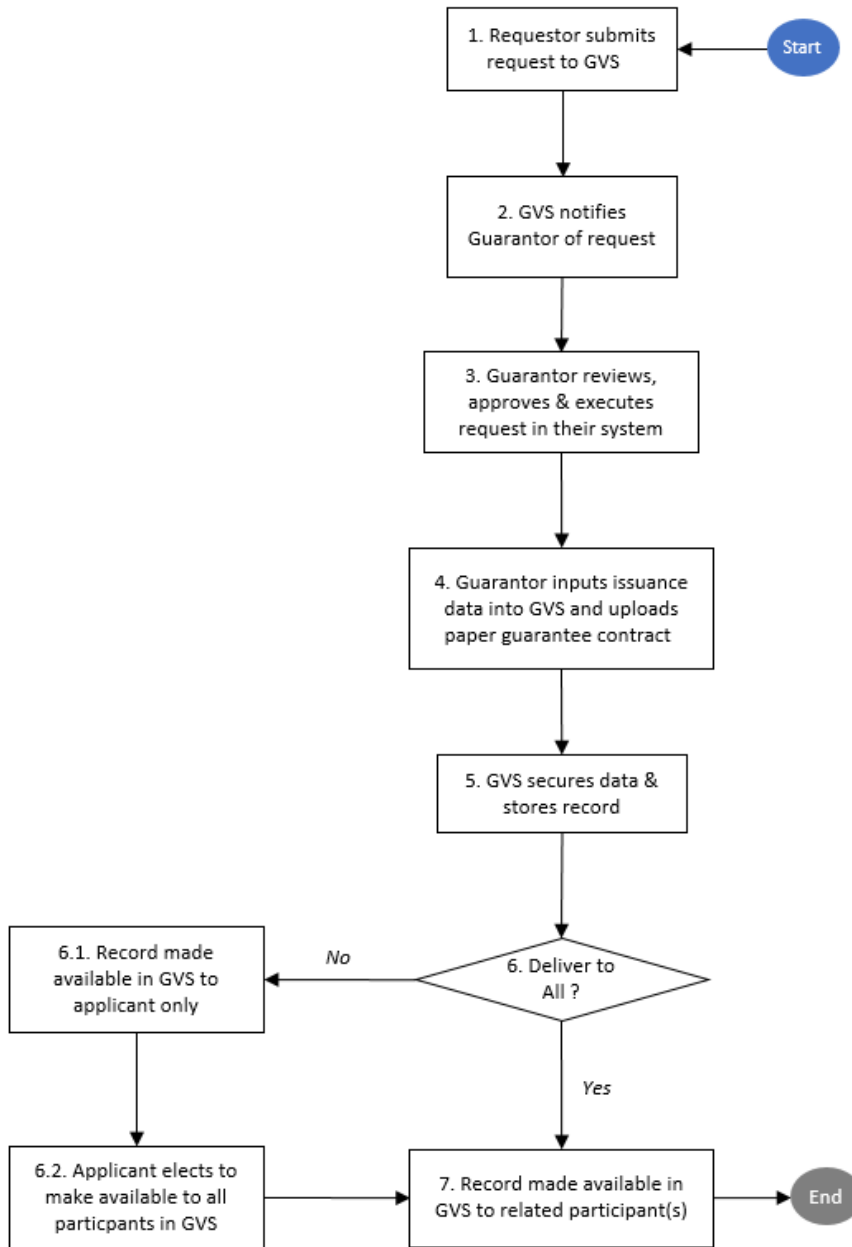 1. Requestor submits
request to GVS
Start
2. GVS notifies
Guarantor of request
3. Guarantor reviews,
approves & executes
request in their system
4. Guarantor inputs issuance
data into GVS and uploads
paper guarantee contract
5. GVS secures data &
stores record
6. Deliver to
All ?
No
6.1. Record made
available in GVS to
applicant only
Yes
6.2. Applicant elects to
make available to all
particpants in GVS
7. Record made available in
GVS to related participant(s)
End